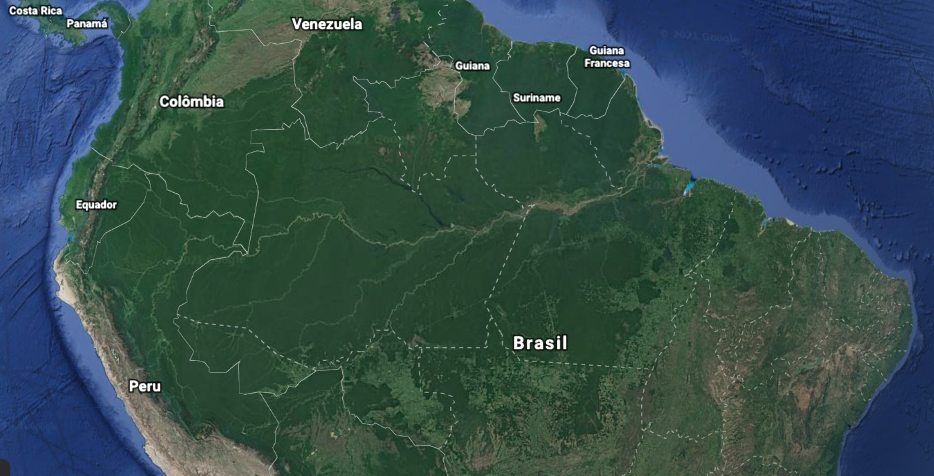 Costa Rica
Panamá
Venezuela
Guiana
Guiana
Francesa
Colômbia
Suriname
Equador
Brasil
Peru